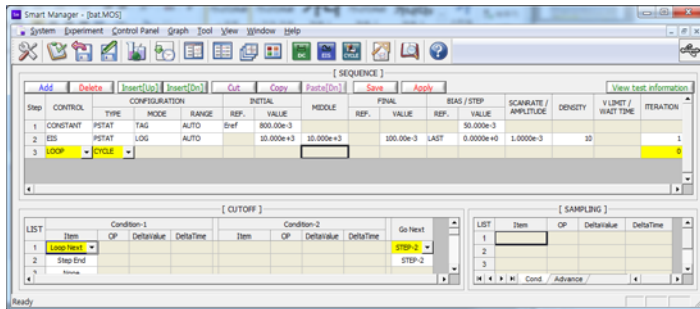 Smart Manager - [bat.MOS]
System Experiment Control Panel Graph Tool View Window Help
DC EIS CYCLE
[ SEQUENCE ]
Add Delete Insert[Up] Insert[Dn] Cut Copy Paste[Dn] Save Apply View test information
Step CONTROL CONFIGURATION INITIAL MIDDLE FINAL BIAS / STEP SCANRATE / AMPLITUDE DENSITY V LIMIT / WAIT TIME ITERATION
TYPE MODE RANGE REF. VALUE REF. VALUE REF. VALUE
1 CONSTANT PSTAT TAG AUTO Eref 800.00e-3 50.000e-3
2 EIS PSTAT LOG AUTO 10.000e+3 10.000e+3 100.00e-3 LAST 0.0000e+0 1.0000e-3 10 1
3 LOOP CYCLE 0
[ CUTOFF ]
LIST Condition-1 Condition-2 Go Next
Item OP DeltaValue DeltaTime Item OP DeltaValue DeltaTime
1 Loop Next STEP-2
2 Step End STEP-2
3 None
[ SAMPLING ]
LIST Item OP DeltaValue DeltaTime
1
2
3
Cond. Advance
Ready